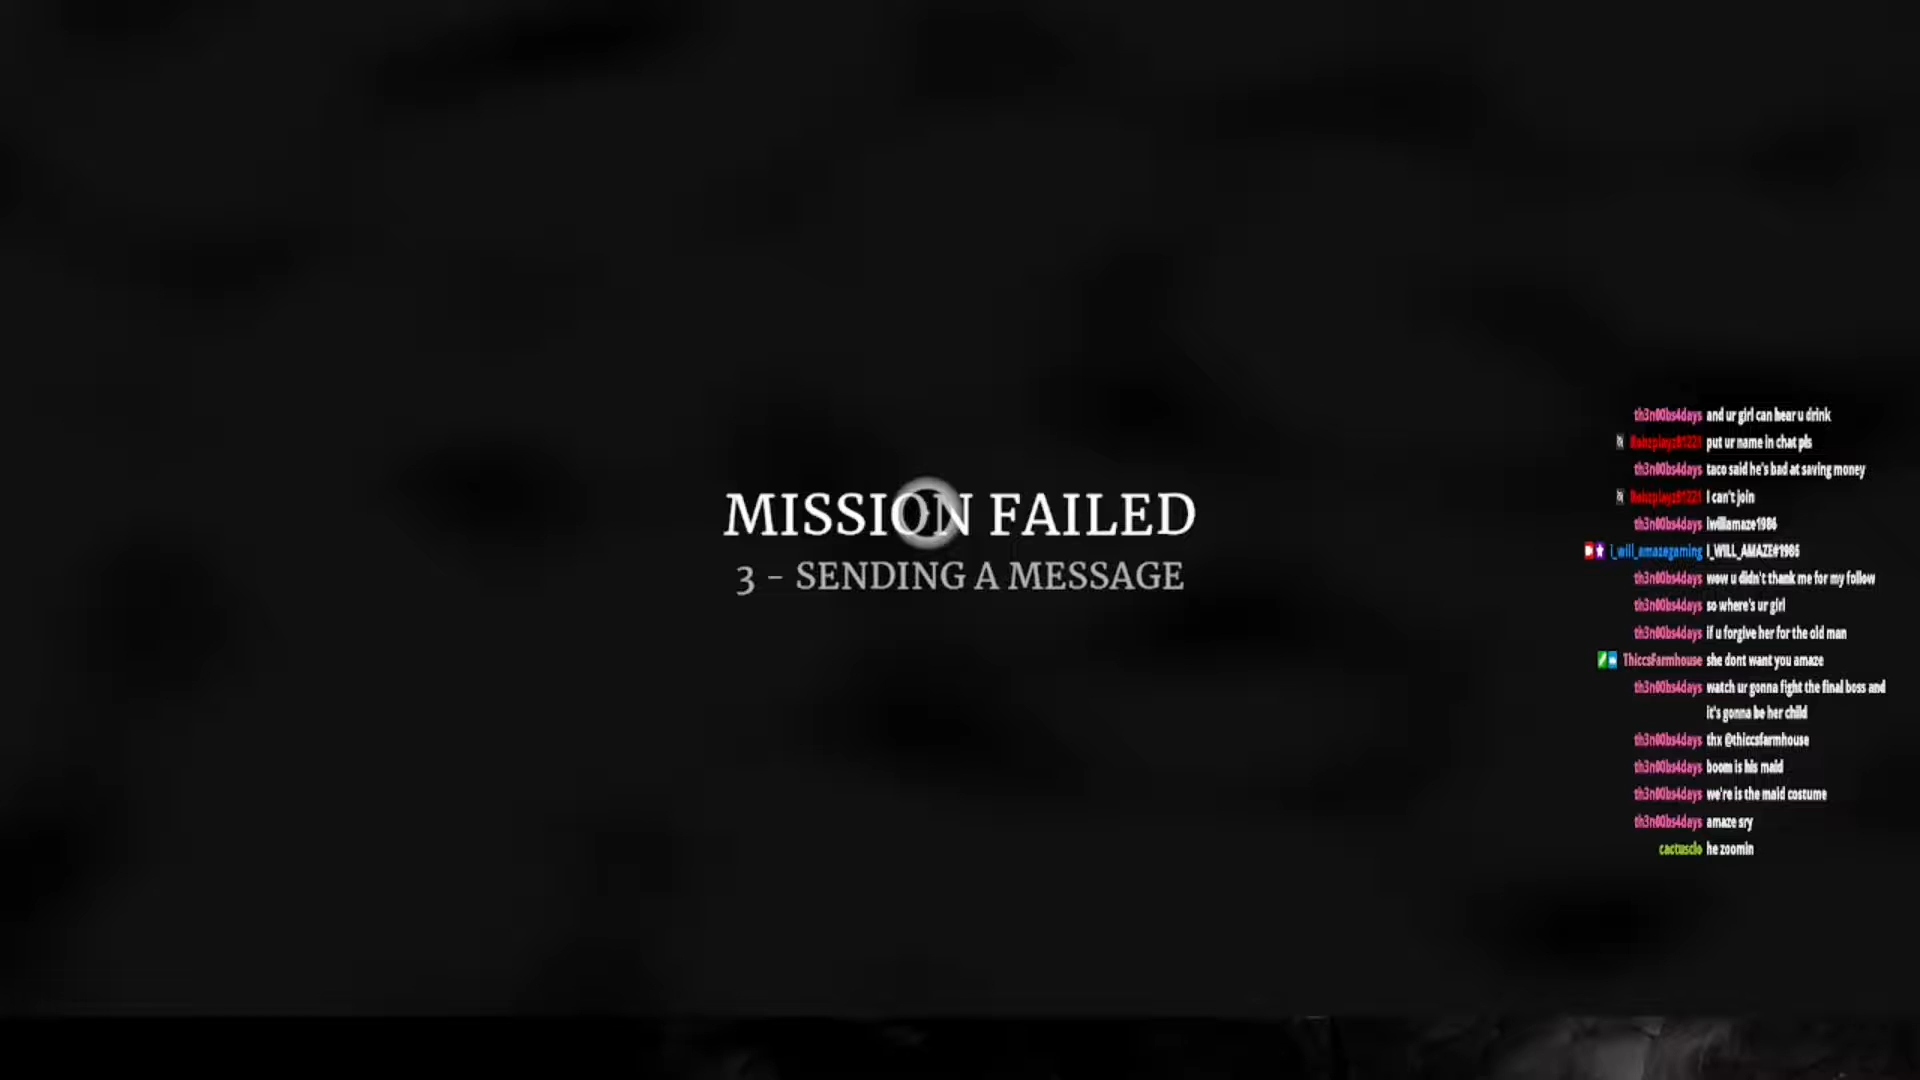 MISSION FAILED
3 - SENDING A MESSAGE
th3n00bs4days and ur girl can hear u drink
put ur name in chat pls
th3n00bs4days taco said he's bad at saving money
I can't join
th3n00bs4days iwillamaze1986
i_will_amazegaming I_WILL_AMAZE#1986
th3n00bs4days wow u didn't thank me for my follow
th3n00bs4days so where's ur girl
th3n00bs4days if u forgive her for the old man
ThiccsFarmhouse she dont want you amaze
th3n00bs4days watch ur gonna fight the final boss and
it's gonna be her child
th3n00bs4days thx @thiccsfarmhouse
th3n00bs4days boom is his maid
th3n00bs4days we're is the maid costume
th3n00bs4days amaze sry
cactusclo he zoomin